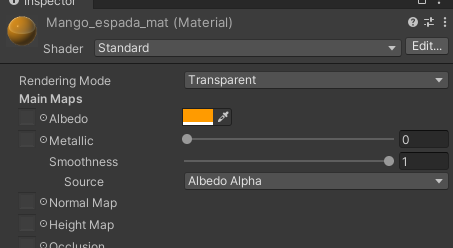 Inspector
Mango_espada_mat (Material)
Shader Standard Edit...
Rendering Mode Transparent
Main Maps
Albedo
Metallic 0
Smoothness 1
Source Albedo Alpha
Normal Map
Height Map
Occlusion